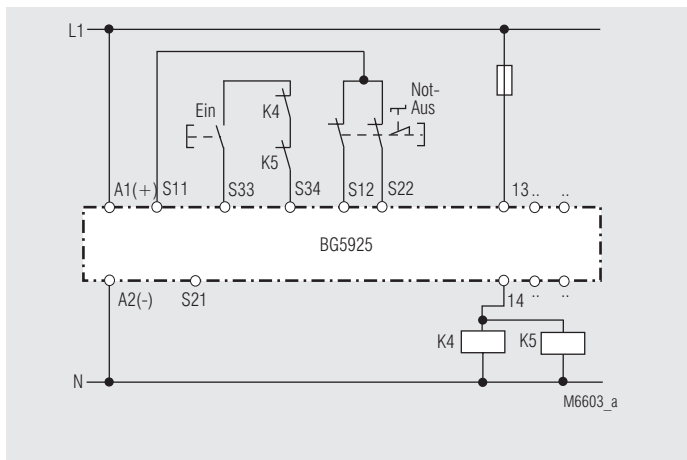 L1
Not-
Aus
Ein
K4
K5
A1(+) S11 S33 S34 S12 S22 13 .. ..
BG5925
A2(-) S21 14 .. ..
K4 K5
N
M6603_a